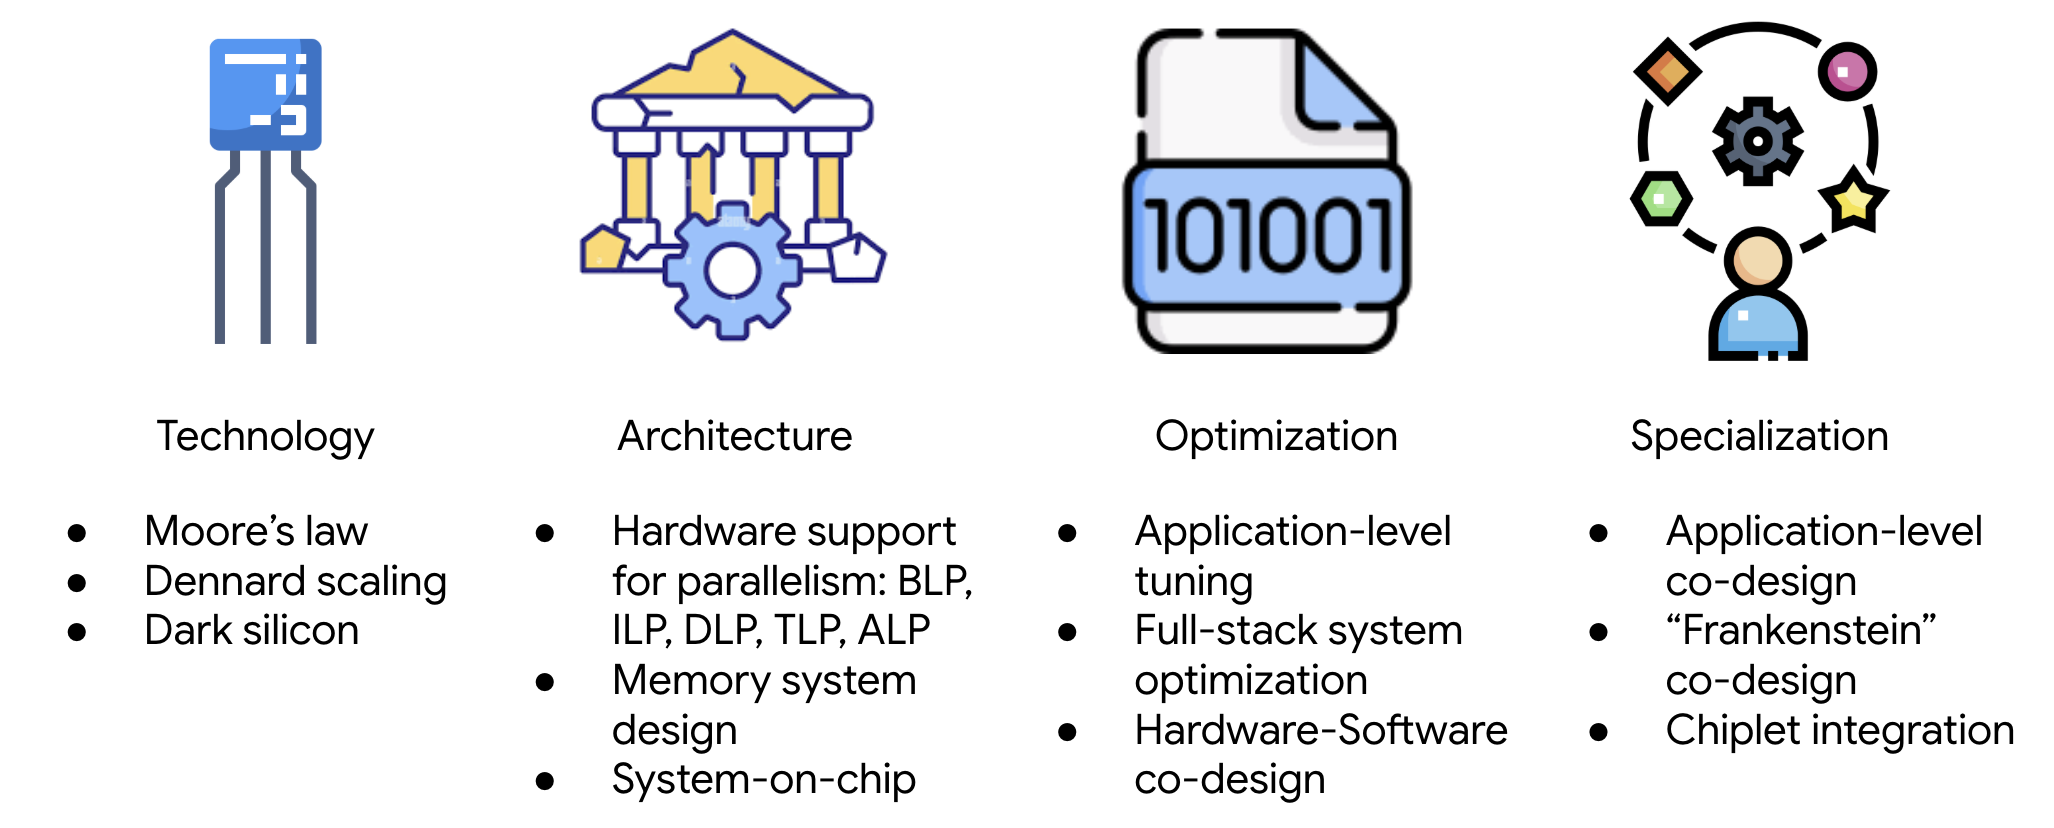 101001
Technology
Architecture
Optimization
Specialization
● Moore’s law
● Dennard scaling
● Dark silicon
● Hardware support
for parallelism: BLP,
ILP, DLP, TLP, ALP
● Memory system
design
● System-on-chip
● Application-level
tuning
● Full-stack system
optimization
● Hardware-Software
co-design
● Application-level
co-design
● “Frankenstein”
co-design
● Chiplet integration